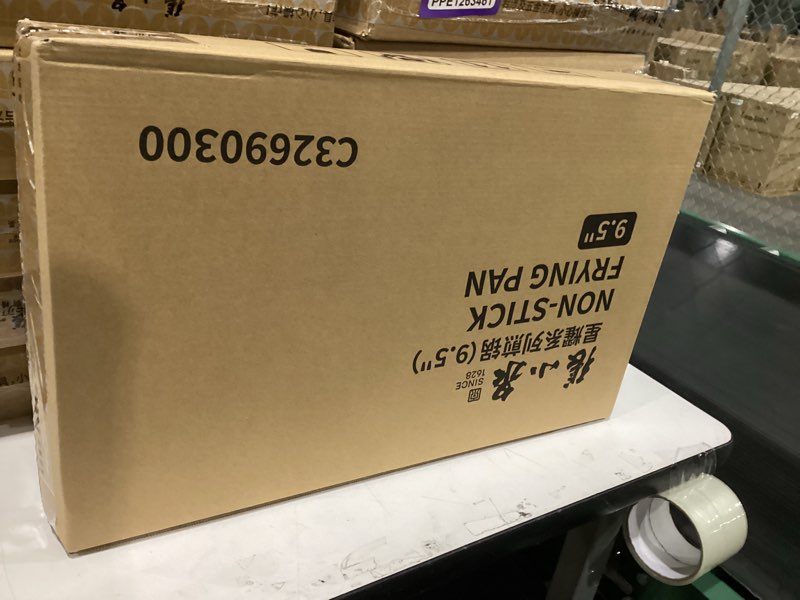 張小泉
SINCE
1628
星耀系列煎锅 (9.5")
NON-STICK
FRYING PAN
9.5"
C32690300
PPE1263461